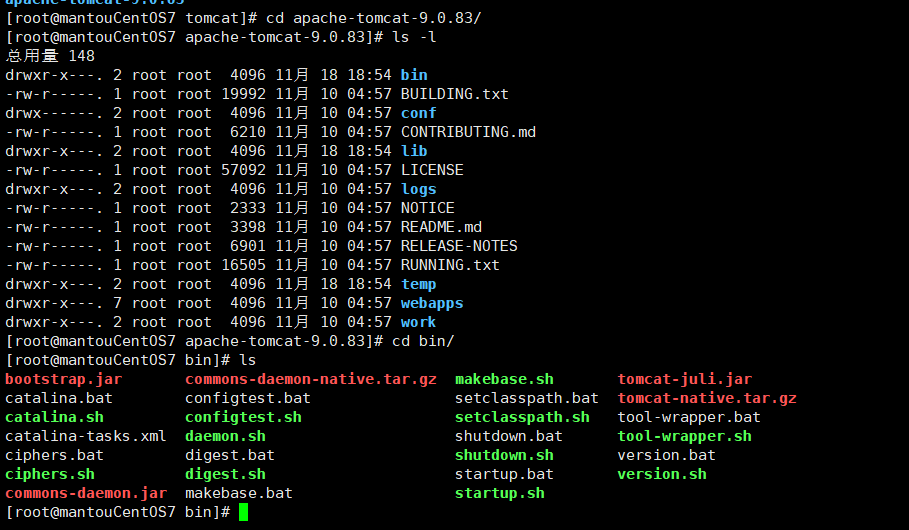 apache-tomcat-9.0.83
[root@mantouCentOS7 tomcat]# cd apache-tomcat-9.0.83/
[root@mantouCentOS7 apache-tomcat-9.0.83]# ls -l
总用量 148
drwxr-x---. 2 root root  4096 11月 18 18:54 bin
-rw-r-----. 1 root root 19992 11月 10 04:57 BUILDING.txt
drwx------. 2 root root  4096 11月 10 04:57 conf
-rw-r-----. 1 root root  6210 11月 10 04:57 CONTRIBUTING.md
drwxr-x---. 2 root root  4096 11月 18 18:54 lib
-rw-r-----. 1 root root 57092 11月 10 04:57 LICENSE
drwxr-x---. 2 root root  4096 11月 10 04:57 logs
-rw-r-----. 1 root root  2333 11月 10 04:57 NOTICE
-rw-r-----. 1 root root  3398 11月 10 04:57 README.md
-rw-r-----. 1 root root  6901 11月 10 04:57 RELEASE-NOTES
-rw-r-----. 1 root root 16505 11月 10 04:57 RUNNING.txt
drwxr-x---. 2 root root  4096 11月 18 18:54 temp
drwxr-x---. 7 root root  4096 11月 10 04:57 webapps
drwxr-x---. 2 root root  4096 11月 10 04:57 work
[root@mantouCentOS7 apache-tomcat-9.0.83]# cd bin/
[root@mantouCentOS7 bin]# ls
bootstrap.jar       commons-daemon-native.tar.gz  makebase.sh       tomcat-juli.jar
catalina.bat        configtest.bat                setclasspath.bat  tomcat-native.tar.gz
catalina.sh         configtest.sh                 setclasspath.sh   tool-wrapper.bat
catalina-tasks.xml  daemon.sh                     shutdown.bat      tool-wrapper.sh
ciphers.bat         digest.bat                    shutdown.sh       version.bat
ciphers.sh          digest.sh                     startup.bat       version.sh
commons-daemon.jar  makebase.bat                  startup.sh
[root@mantouCentOS7 bin]#